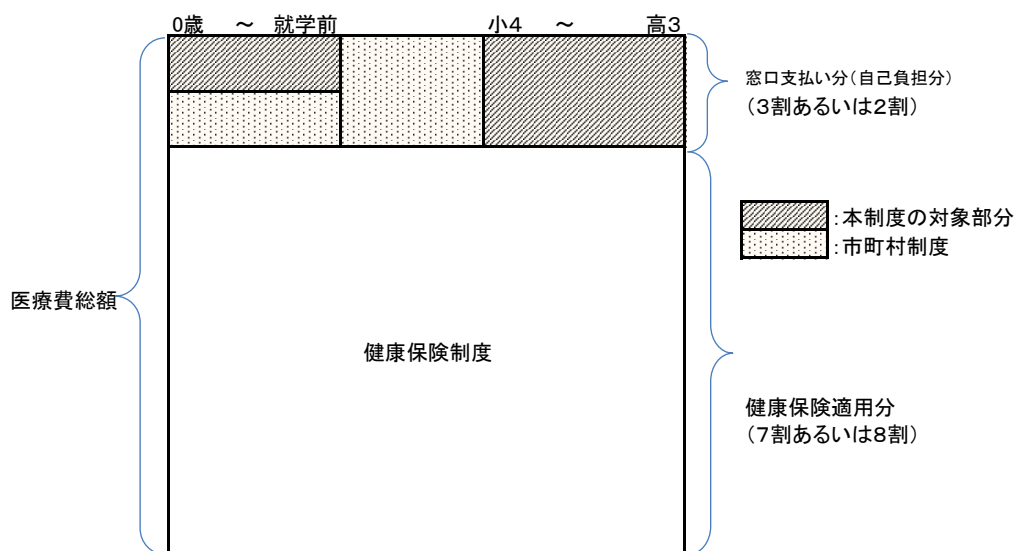 0歳 ～ 就学前 小4 ～ 高3
窓口支払い分(自己負担分)
(3割あるいは2割)
:本制度の対象部分
:市町村制度
医療費総額
健康保険制度
健康保険適用分
(7割あるいは8割)